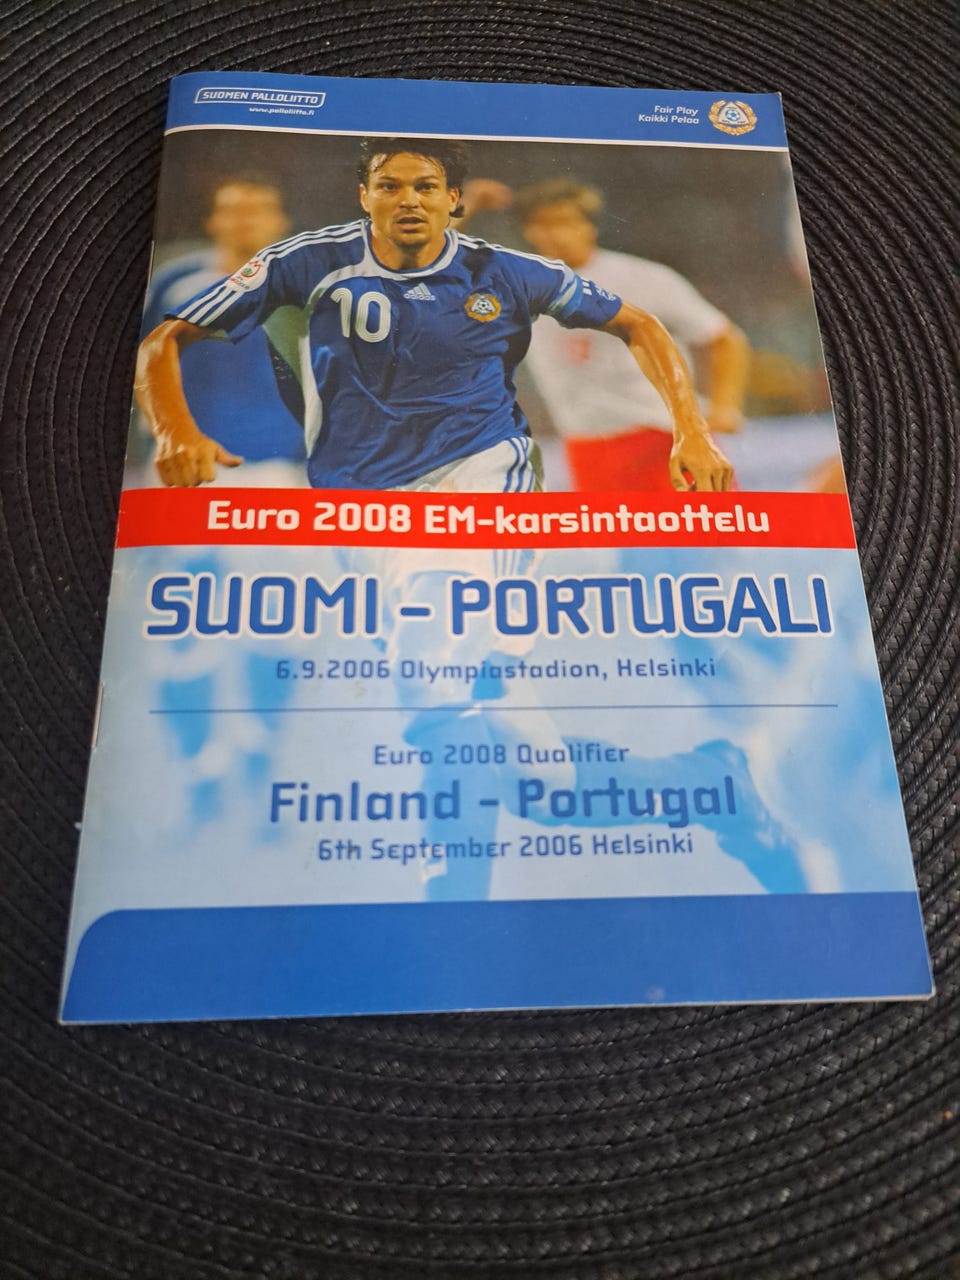 SUOMEN PALLOLIITTO
www.palloliitto.fi
Fair Play
Kaikki Pelaa
10
adidas
Euro 2008 EM-karsintaottelu
SUOMI - PORTUGALI
6.9.2006 Olympiastadion, Helsinki
Euro 2008 Qualifier
Finland - Portugal
6th September 2006 Helsinki